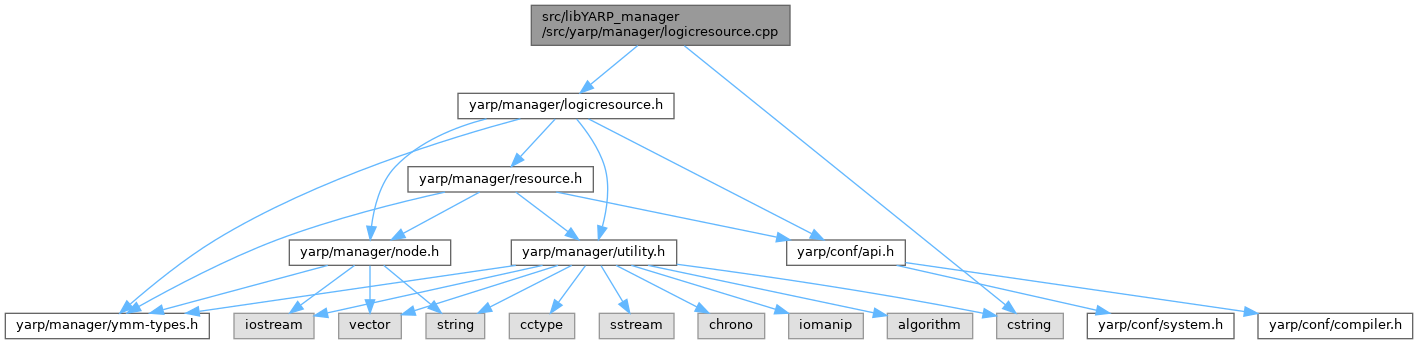 src/libYARP_manager
/src/yarp/manager/logicresource.cpp
yarp/manager/logicresource.h
yarp/manager/resource.h
yarp/manager/node.h
yarp/manager/utility.h
yarp/conf/api.h
yarp/manager/ymm-types.h
iostream
vector
string
cctype
sstream
chrono
iomanip
algorithm
cstring
yarp/conf/system.h
yarp/conf/compiler.h